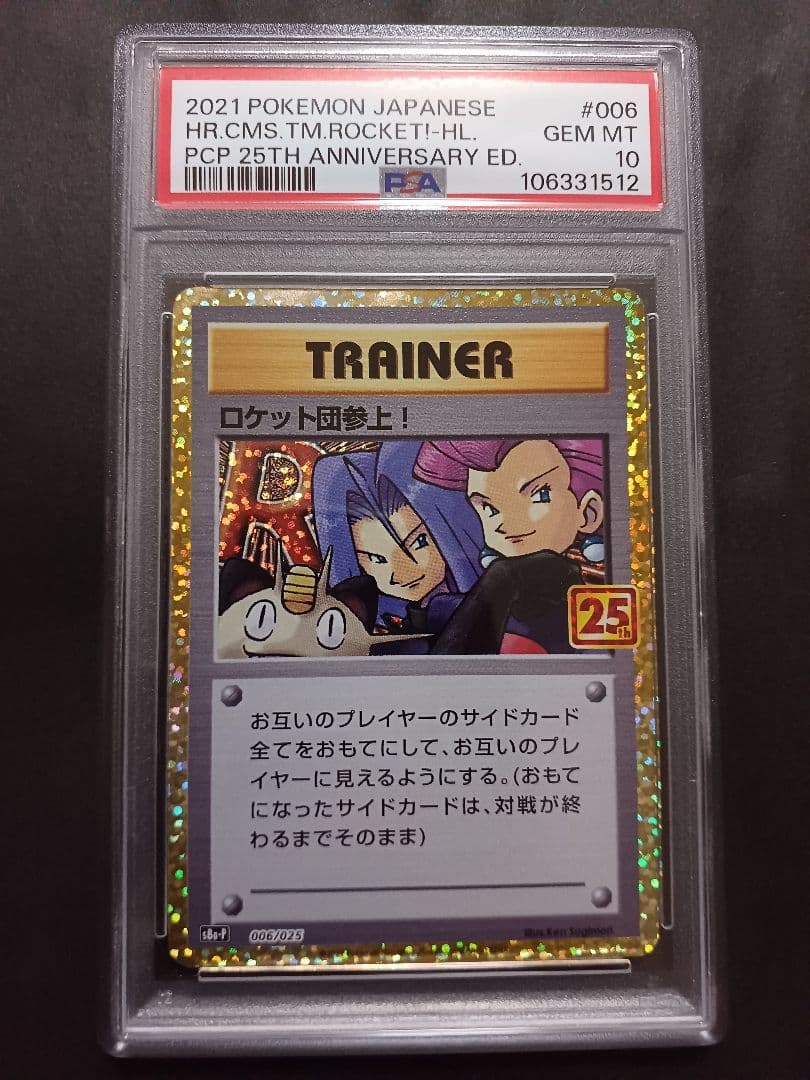 2021 POKEMON JAPANESE #006
HR.CMS.TM.ROCKET!-HL. GEM MT
PCP 25TH ANNIVERSARY ED. 10
PSA 106331512
TRAINER
ロケット団参上!
R
25th
お互いのプレイヤーのサイドカード
全てをおもてにして、お互いのプレ
イヤーに見えるようにする。(おもて
になったサイドカードは、対戦が終
わるまでそのまま)
s8a-P 006/025 Illus.Ken Sugimori